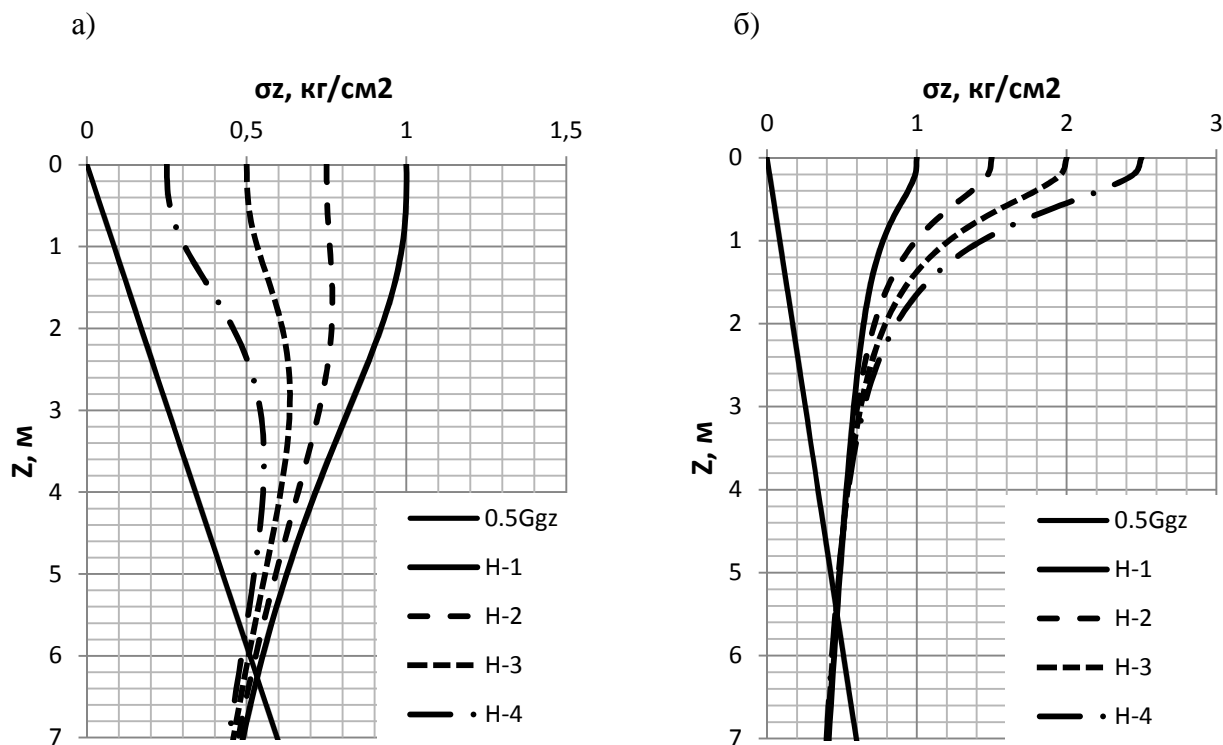 а)
σz, кг/см2
0 0,5 1 1,5
0
1
2
3
4
5
6
7
Z, м
0.5Ggz
Н-1
Н-2
Н-3
Н-4
б)
σz, кг/см2
0 1 2 3
0
1
2
3
4
5
6
7
Z, м
0.5Ggz
Н-1
Н-2
Н-3
Н-4